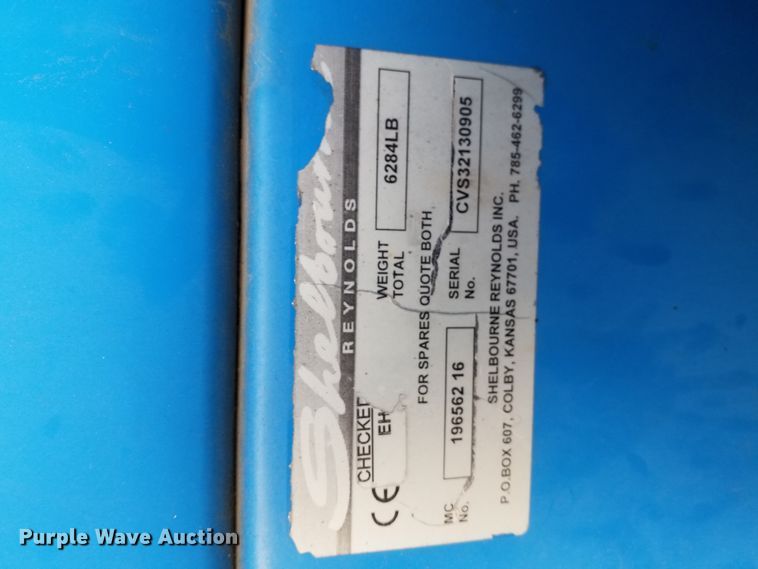 Shelbourne
REYNOLDS
CE CHECKED
EH
WEIGHT TOTAL 6284LB
FOR SPARES QUOTE BOTH
MC No. 196562 16 SERIAL No. CVS32130905
SHELBOURNE REYNOLDS INC.
P.O.BOX 607, COLBY, KANSAS 67701, USA. PH. 785-462-6299
Purple Wave Auction